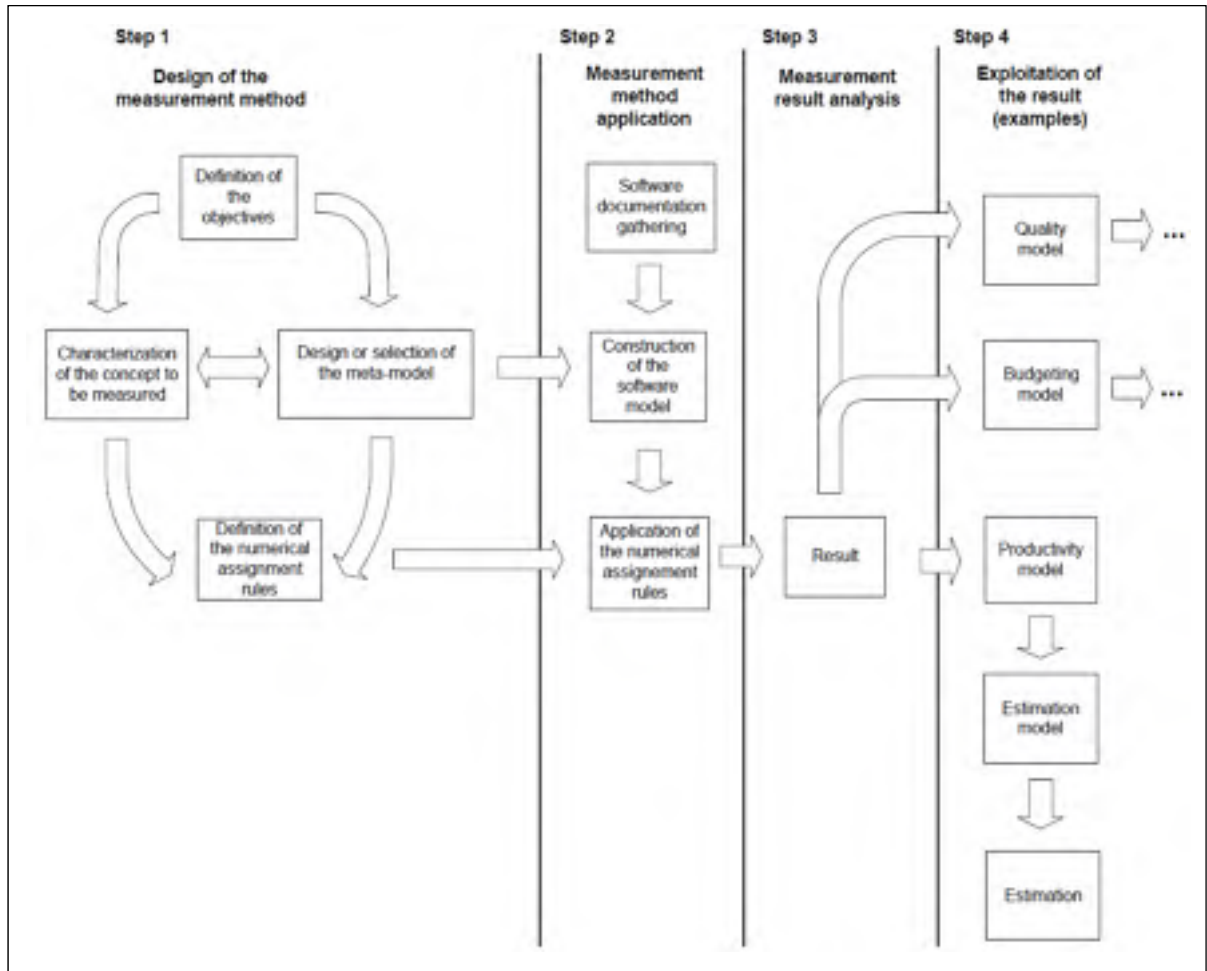 Step 1
Design of the
measurement method
Definition of
the
objectives
Characterization
of the concept to
be measured
Design or selection of
the meta-model
Definition of
the numerical
assignment
rules
Step 2
Measurement
method
application
Software
documentation
gathering
Construction
of the
software
model
Application of
the numerical
assignement
rules
Step 3
Measurement
result analysis
Result
Step 4
Exploitation of
the result
(examples)
Quality
model
...
Budgeting
model
...
Productivity
model
Estimation
model
Estimation